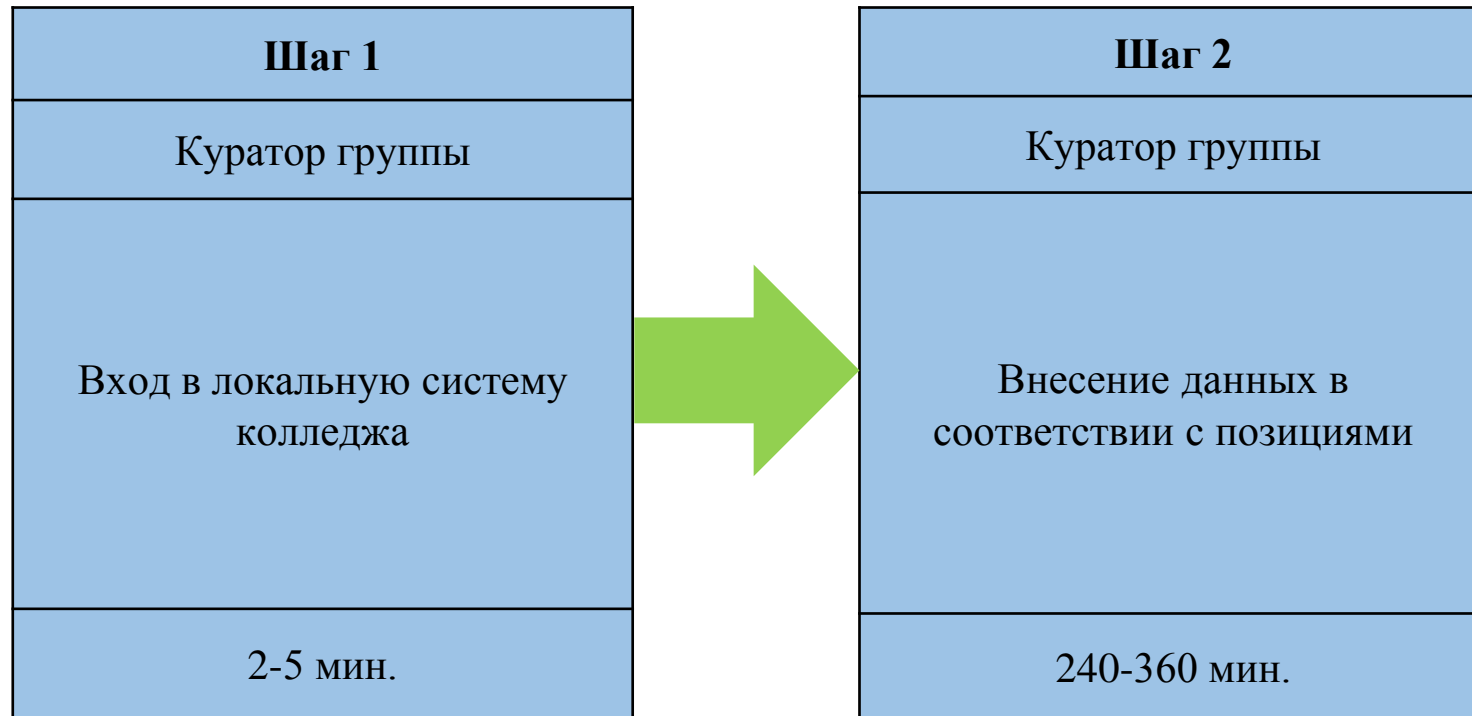 Шаг 1
Куратор группы
Вход в локальную систему
колледжа
2-5 мин.
Шаг 2
Куратор группы
Внесение данных в
соответствии с позициями
240-360 мин.